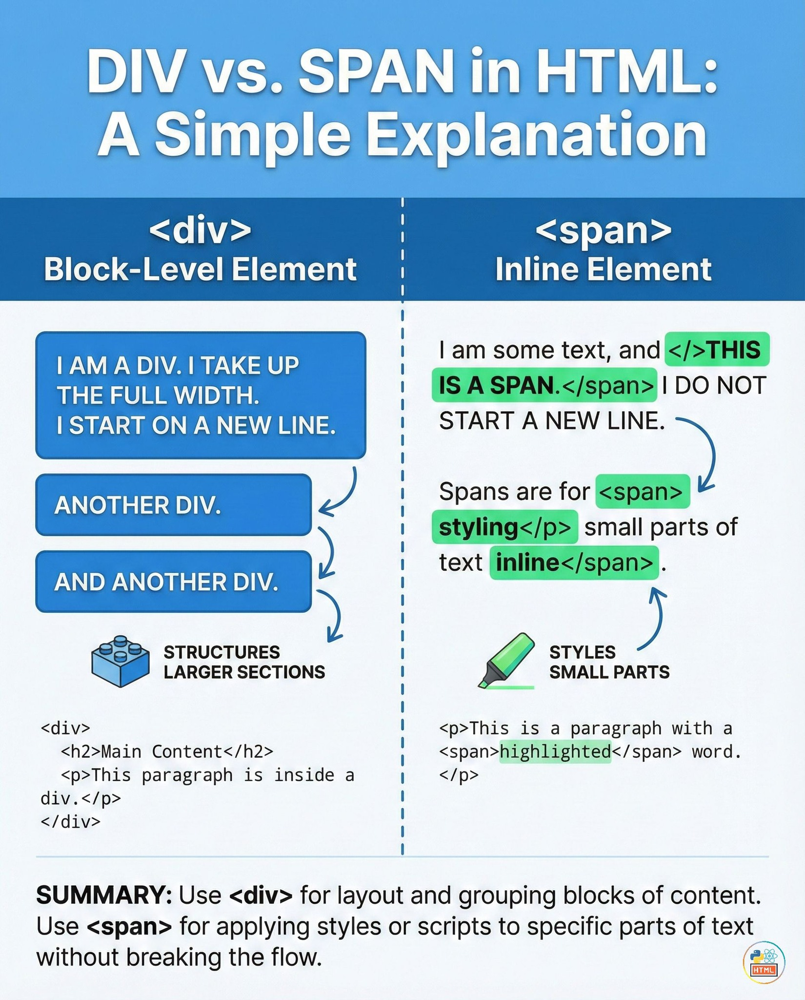 DIV vs. SPAN in HTML:
A Simple Explanation
<div>
Block-Level Element
<span>
Inline Element
I AM A DIV. I TAKE UP
THE FULL WIDTH.
I START ON A NEW LINE.
ANOTHER DIV.
AND ANOTHER DIV.
STRUCTURES
LARGER SECTIONS
<div>
  <h2>Main Content</h2>
  <p>This paragraph is inside a
div.</p>
</div>
I am some text, and </>THIS
IS A SPAN.</span> I DO NOT
START A NEW LINE.
Spans are for <span>
styling</p> small parts of
text inline</span>.
STYLES
SMALL PARTS
<p>This is a paragraph with a
<span>highlighted</span> word.
</p>
SUMMARY: Use <div> for layout and grouping blocks of content.
Use <span> for applying styles or scripts to specific parts of text
without breaking the flow.
HTML